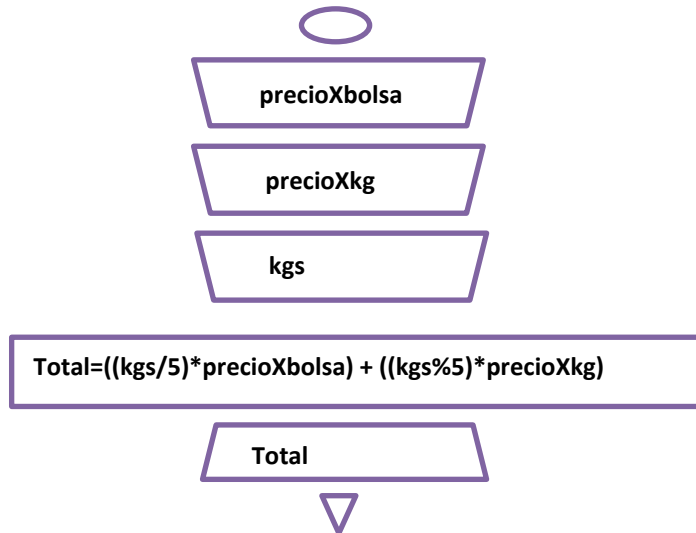 precioXbolsa
precioXkg
kgs
Total=((kgs/5)*precioXbolsa) + ((kgs%5)*precioXkg)
Total